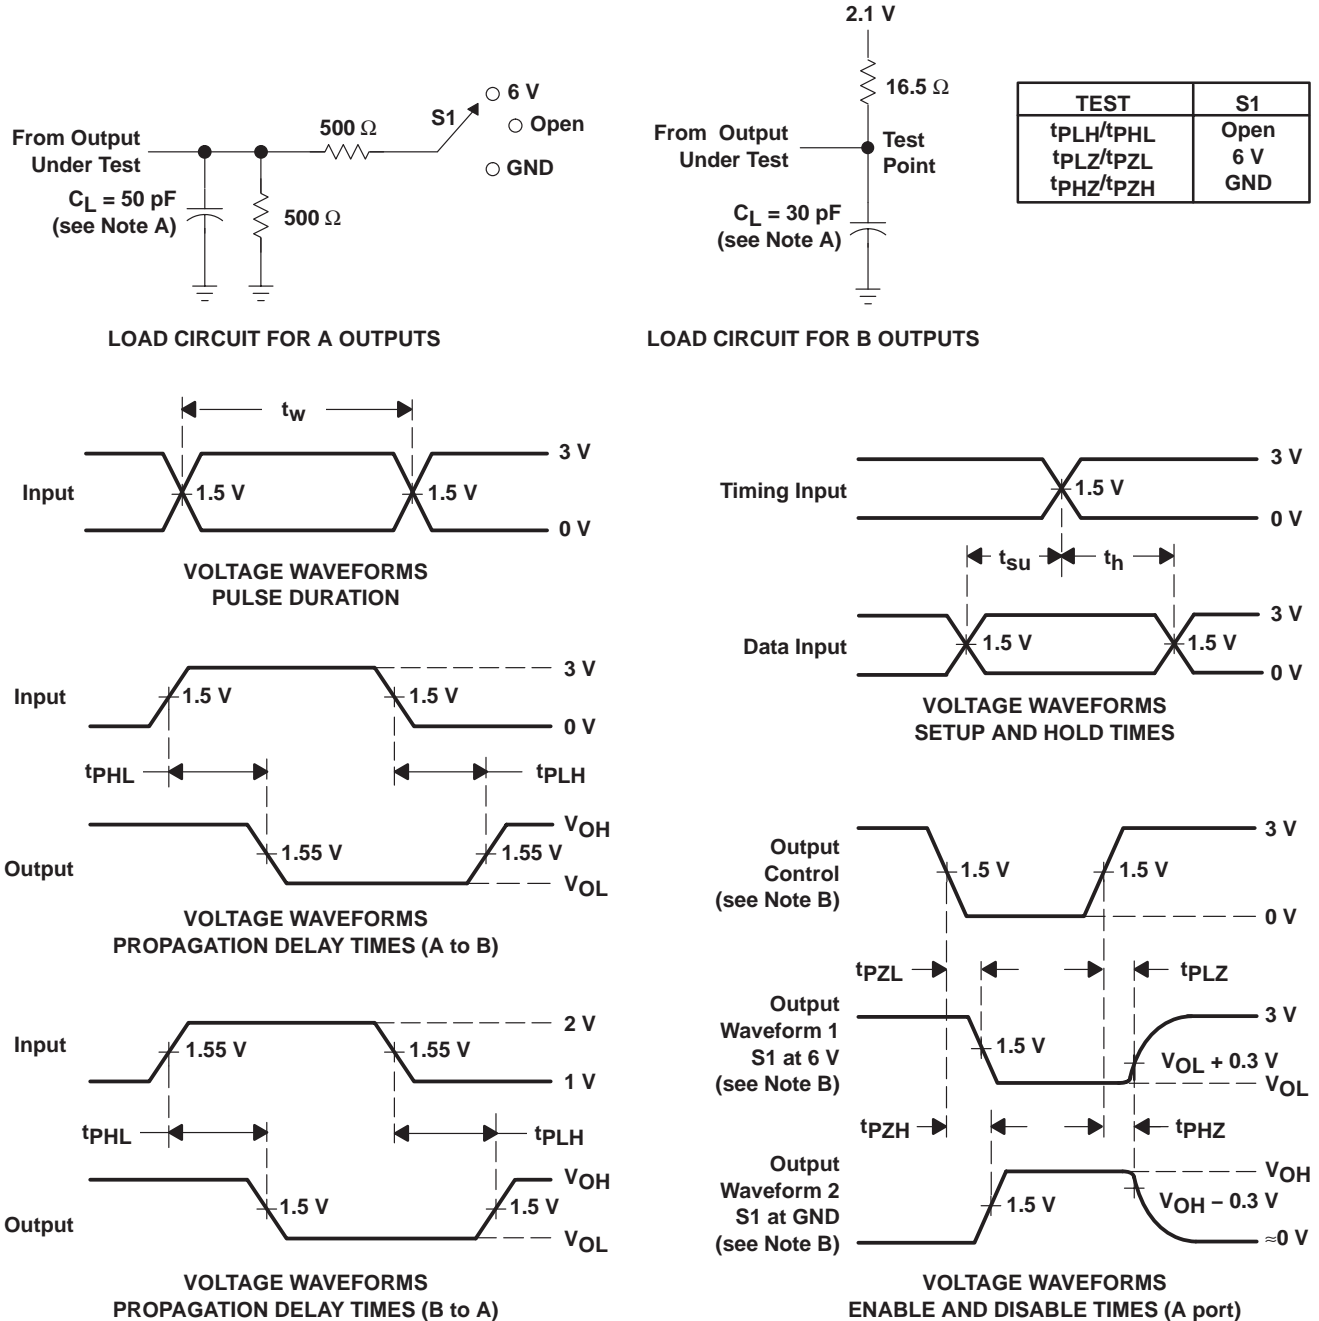 From Output
Under Test
CL = 50 pF
(see Note A)
500 Ω
500 Ω
S1
6 V
Open
GND
LOAD CIRCUIT FOR A OUTPUTS
2.1 V
16.5 Ω
From Output
Under Test
Test
Point
CL = 30 pF
(see Note A)
LOAD CIRCUIT FOR B OUTPUTS
TEST S1
tPLH/tPHL Open
tPLZ/tPZL 6 V
tPHZ/tPZH GND
tw
Input
3 V
1.5 V 1.5 V
0 V
VOLTAGE WAVEFORMS
PULSE DURATION
Timing Input
3 V
1.5 V
0 V
tsu th
Data Input
3 V
1.5 V 1.5 V
0 V
VOLTAGE WAVEFORMS
SETUP AND HOLD TIMES
Input
3 V
1.5 V 1.5 V
0 V
tPHL tPLH
Output
VOH
1.55 V 1.55 V
VOL
VOLTAGE WAVEFORMS
PROPAGATION DELAY TIMES (A to B)
Input
2 V
1.55 V 1.55 V
1 V
tPHL tPLH
Output
VOH
1.5 V 1.5 V
VOL
VOLTAGE WAVEFORMS
PROPAGATION DELAY TIMES (B to A)
Output
Control
(see Note B)
3 V
1.5 V 1.5 V
0 V
tPZL tPLZ
Output
Waveform 1
S1 at 6 V
(see Note B)
3 V
1.5 V
VOL + 0.3 V
VOL
tPZH tPHZ
Output
Waveform 2
S1 at GND
(see Note B)
VOH
1.5 V
VOH − 0.3 V
≈0 V
VOLTAGE WAVEFORMS
ENABLE AND DISABLE TIMES (A port)